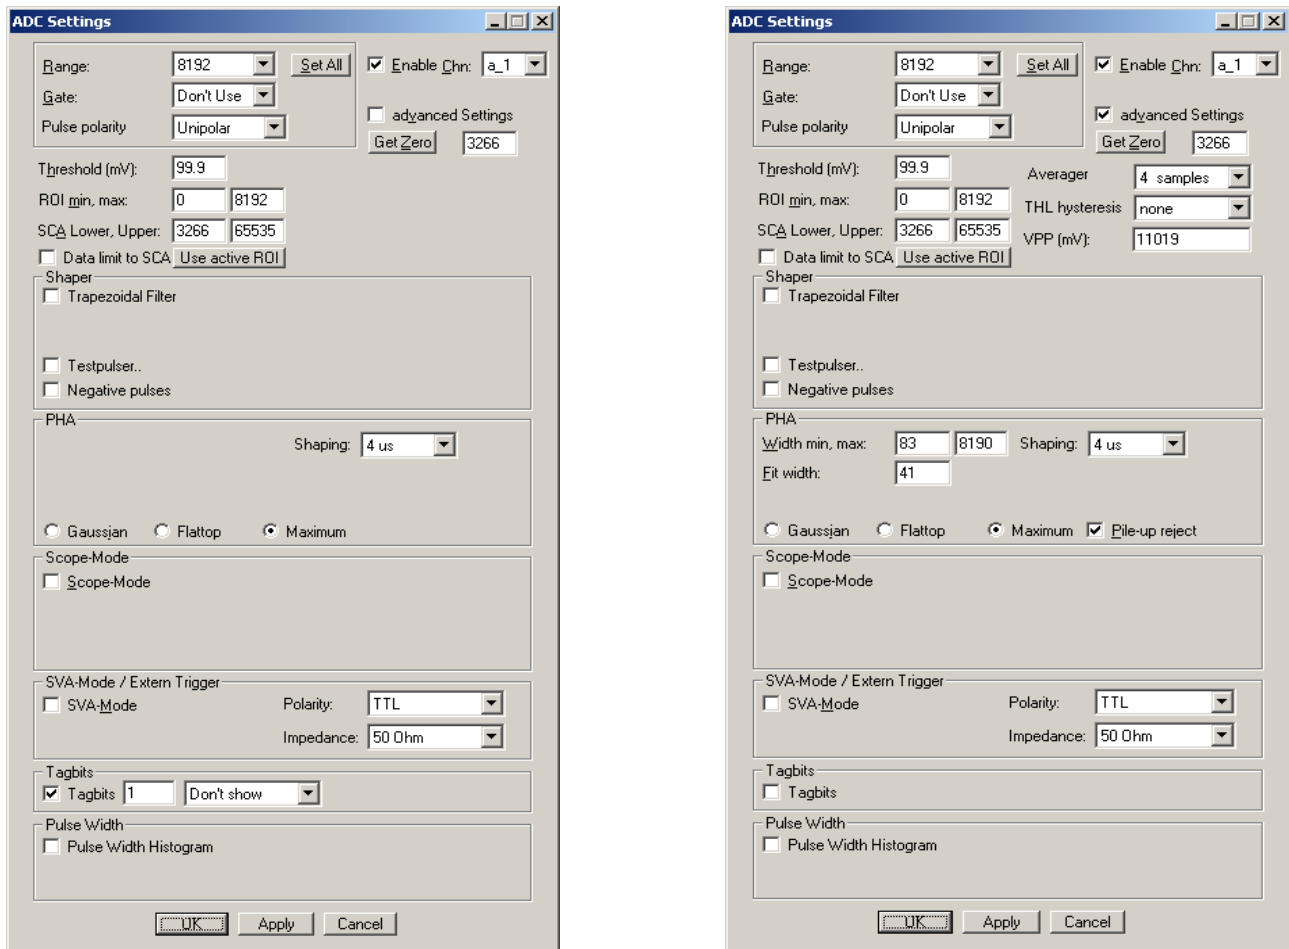 ADC Settings
Range: 8192 Set All Enable Chn: a_1
Gate: Don't Use
advanced Settings
Pulse polarity Unipolar
Get Zero 3266
Threshold (mV): 99.9
ROI min, max: 0 8192
SCA Lower, Upper: 3266 65535
Data limit to SCA Use active ROI
Shaper
Trapezoidal Filter
Testpulser..
Negative pulses
PHA
Shaping: 4 us
Gaussian Flattop Maximum
Scope-Mode
Scope-Mode
SVA-Mode / Extern Trigger
SVA-Mode Polarity: TTL
Impedance: 50 Ohm
Tagbits
Tagbits 1 Don't show
Pulse Width
Pulse Width Histogram
OK Apply Cancel
ADC Settings
Range: 8192 Set All Enable Chn: a_1
Gate: Don't Use
advanced Settings
Pulse polarity Unipolar
Get Zero 3266
Threshold (mV): 99.9
Averager 4 samples
ROI min, max: 0 8192
THL hysteresis none
SCA Lower, Upper: 3266 65535
VPP (mV): 11019
Data limit to SCA Use active ROI
Shaper
Trapezoidal Filter
Testpulser..
Negative pulses
PHA
Width min, max: 83 8190 Shaping: 4 us
Fit width: 41
Gaussian Flattop Maximum Pile-up reject
Scope-Mode
Scope-Mode
SVA-Mode / Extern Trigger
SVA-Mode Polarity: TTL
Impedance: 50 Ohm
Tagbits
Tagbits
Pulse Width
Pulse Width Histogram
OK Apply Cancel